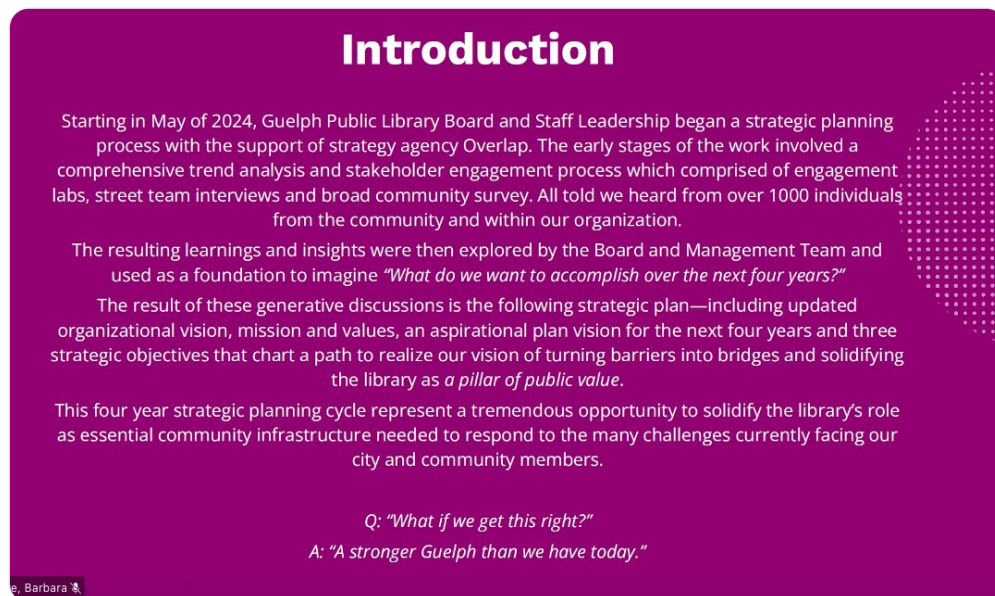 Introduction
Starting in May of 2024, Guelph Public Library Board and Staff Leadership began a strategic planning
process with the support of strategy agency Overlap. The early stages of the work involved a
comprehensive trend analysis and stakeholder engagement process which comprised of engagement
labs, street team interviews and broad community survey. All told we heard from over 1000 individuals
from the community and within our organization.
The resulting learnings and insights were then explored by the Board and Management Team and
used as a foundation to imagine “What do we want to accomplish over the next four years?”
The result of these generative discussions is the following strategic plan—including updated
organizational vision, mission and values, an aspirational plan vision for the next four years and three
strategic objectives that chart a path to realize our vision of turning barriers into bridges and solidifying
the library as a pillar of public value.
This four year strategic planning cycle represent a tremendous opportunity to solidify the library’s role
as essential community infrastructure needed to respond to the many challenges currently facing our
city and community members.
Q: “What if we get this right?”
A: “A stronger Guelph than we have today.”
e, Barbara